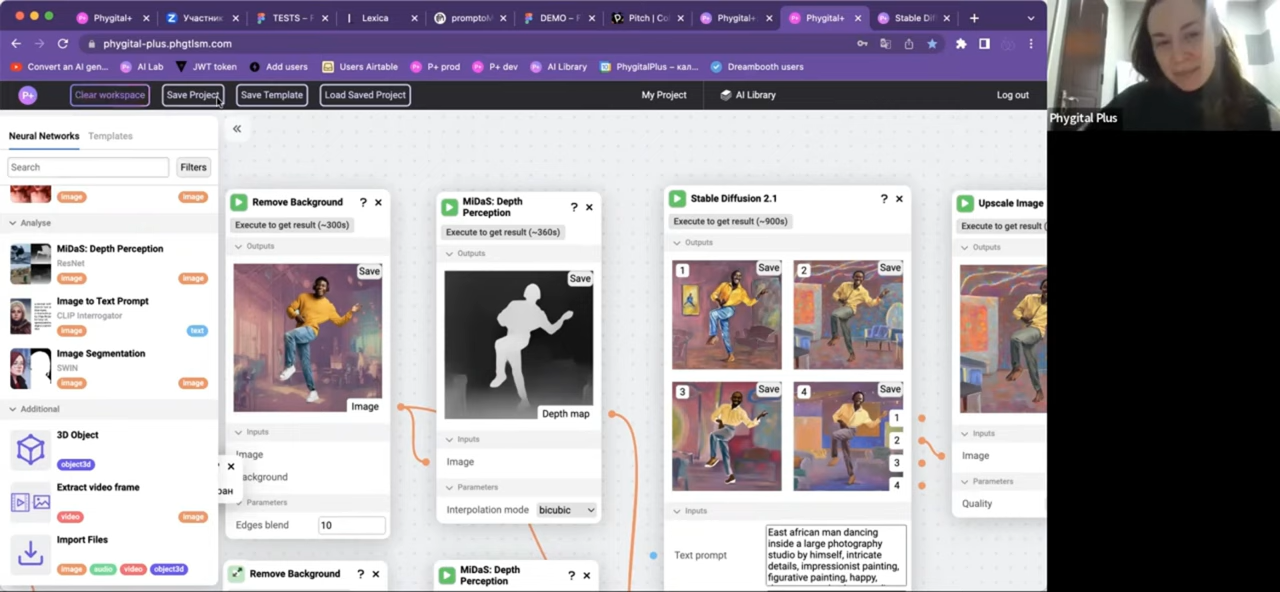 Phygital+
Участник
TESTS – F
Lexica
promptoM
DEMO – F
Pitch | Co
Phygital+
Phygital+
Stable Dif
phygital-plus.phgtlsm.com
Convert an AI gen...
AI Lab
JWT token
Add users
Users Airtable
P+ prod
P+ dev
AI Library
PhygitalPlus – кал...
Dreambooth users
P+
Clear workspace
Save Project
Save Template
Load Saved Project
My Project
AI Library
Log out
Phygital Plus
Neural Networks
Templates
Search
Filters
Image
Image
Analyse
MiDaS: Depth Perception
ResNet
Image
Image
Image to Text Prompt
CLIP Interrogator
Image
text
Image Segmentation
SWIN
Image
Image
Additional
3D Object
object3d
Extract video frame
video
Image
Import Files
Image
audio
video
object3d
ран
Remove Background
?
Execute to get result (~300s)
Outputs
Save
Image
Inputs
Image
ackground
Parameters
Edges blend
10
Remove Background
?
MiDaS: Depth
Perception
?
Execute to get result (~360s)
Outputs
Save
Depth map
Inputs
Image
Parameters
Interpolation mode
bicubic
MiDaS: Depth
Perception
?
Stable Diffusion 2.1
?
Execute to get result (~900s)
Outputs
1
Save
2
Save
3
Save
4
Save
1
2
3
4
Inputs
Text prompt
East african man dancing
inside a large photography
studio by himself, intricate
details, impressionist painting,
figurative painting, happy,
Upscale Image
Execute to get result (~6
Outputs
Inputs
Image
Parameters
Quality